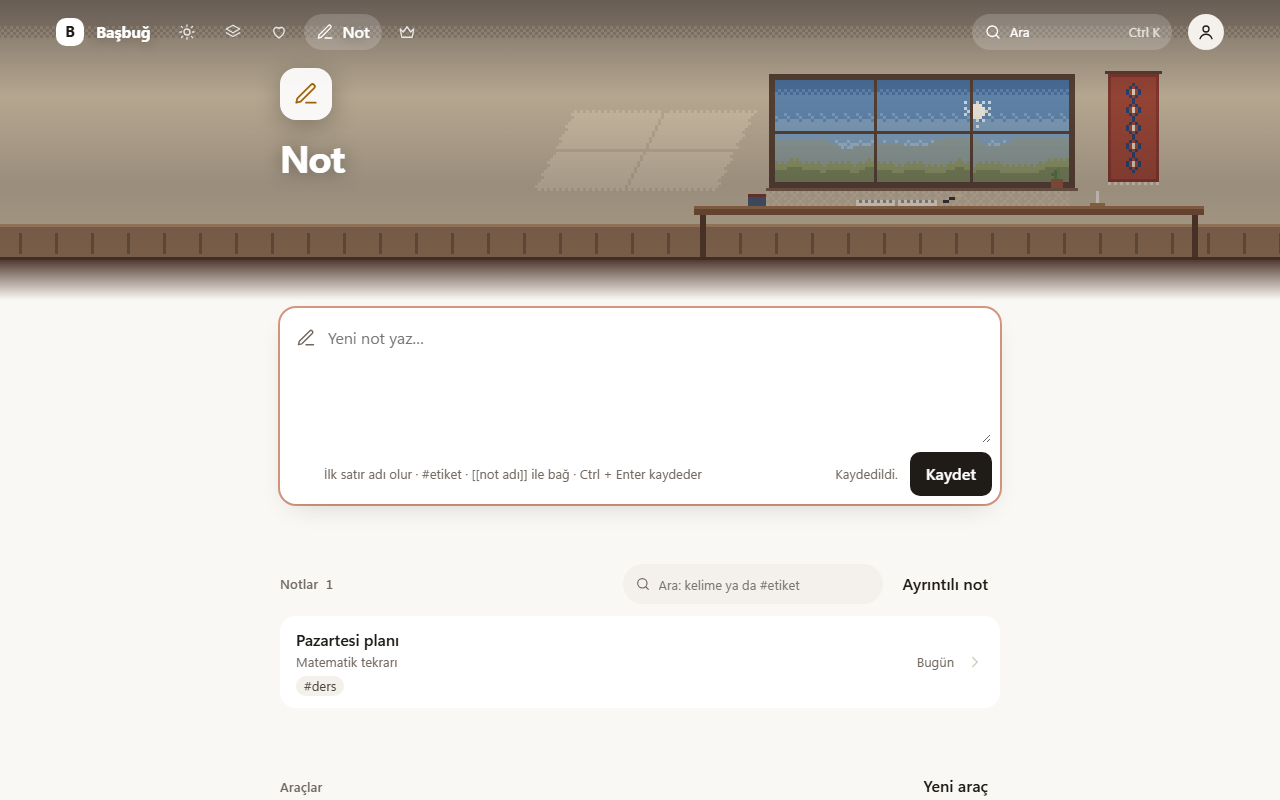 B Başbuğ Not Ara Ctrl K
Not
Yeni not yaz...
İlk satır adı olur · #etiket · [[not adı]] ile bağ · Ctrl + Enter kaydeder Kaydedildi. Kaydet
Notlar 1 Ara: kelime ya da #etiket Ayrıntılı not
Pazartesi planı
Matematik tekrarı
Bugün
#ders
Araçlar Yeni araç